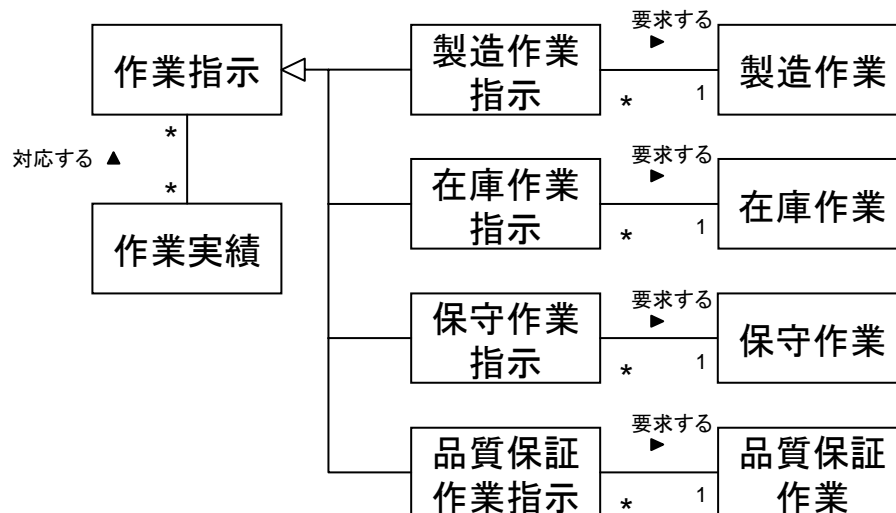 作業指示
*
対応する ▲
*
作業実績
製造作業
指示
要求する
►
*
1
製造作業
在庫作業
指示
要求する
►
*
1
在庫作業
保守作業
指示
要求する
►
*
1
保守作業
品質保証
作業指示
要求する
►
*
1
品質保証
作業